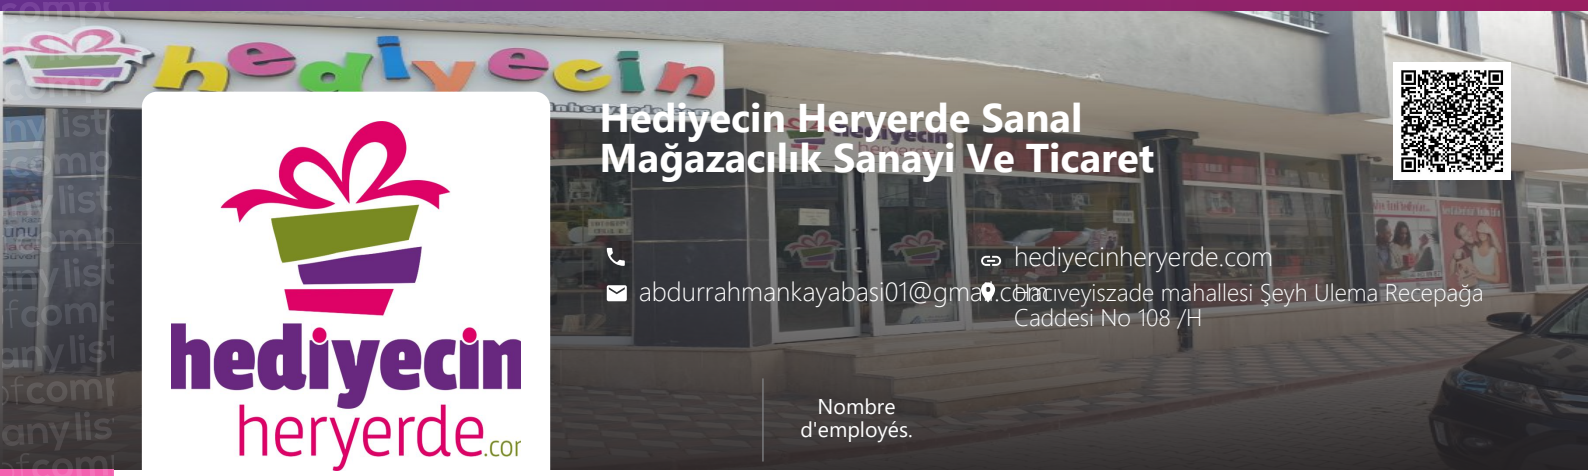 hediyecin
Hediyecin Heryerde Sanal
Mağazacılık Sanayi Ve Ticaret
hediyecinheryerde.com
abdurrahmankayabasi01@gmail.com
Hacıveyiszade mahallesi Şeyh Ulema Recepağa
Caddesi No 108 /H
hediyecin
heryerde.cor
Nombre
d'employés.